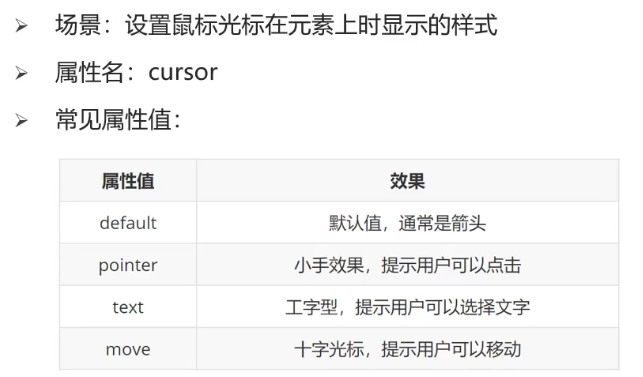 场景：设置鼠标光标在元素上时显示的样式
属性名：cursor
常见属性值：
属性值 效果
default 默认值，通常是箭头
pointer 小手效果，提示用户可以点击
text 工字型，提示用户可以选择文字
move 十字光标，提示用户可以移动